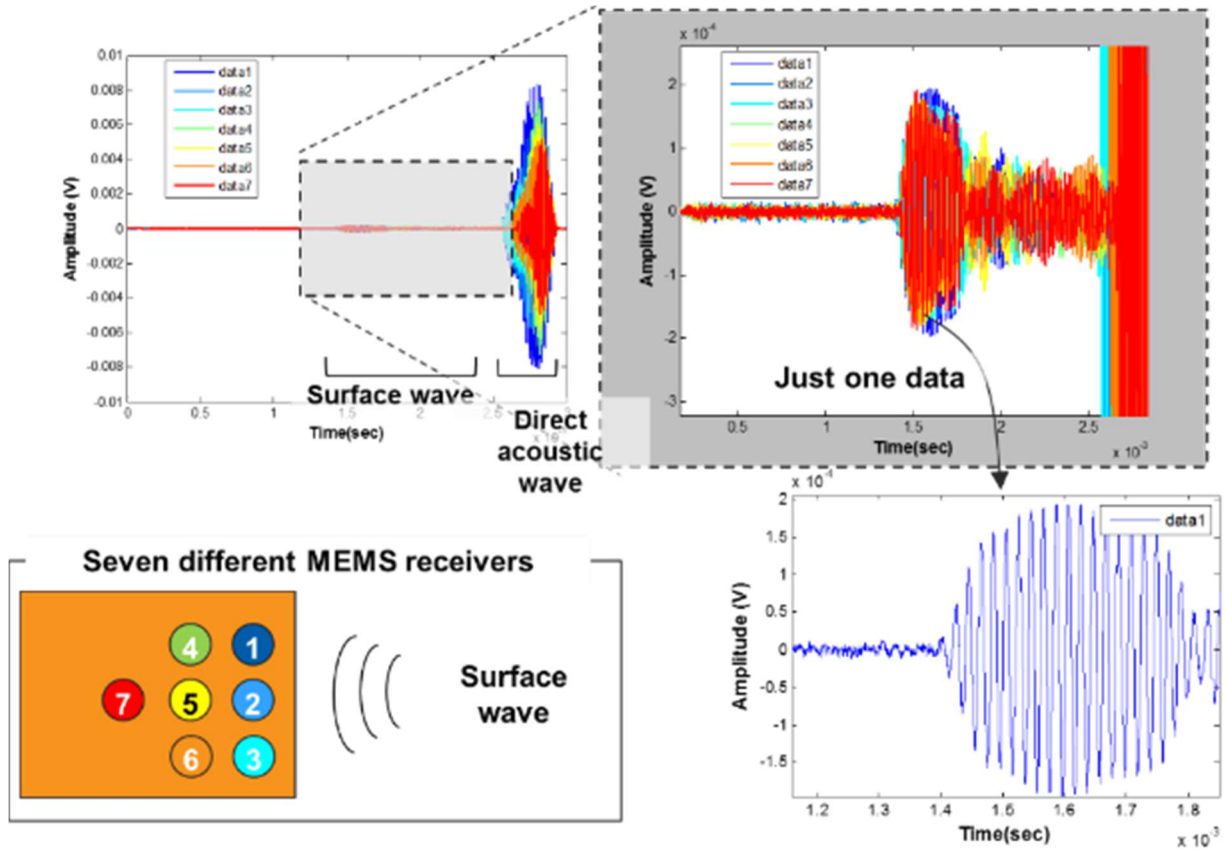 0.01
0.008
0.006
0.004
0.002
0
-0.002
-0.004
-0.006
-0.008
-0.01
Amplitude (V)
data1
data2
data3
data4
data5
data6
data7
0 0.5 1 1.5 2 2.5 3
Time(sec)
Surface wave
Direct
acoustic
wave
x 10-4
2
1
0
-1
-2
-3
Amplitude (V)
data1
data2
data3
data4
data5
data6
data7
Just one data
0.5 1 1.5 2 2.5
Time(sec)
x 10-3
Seven different MEMS receivers
4 1
7 5 2
6 3
Surface
wave
x 10-4
2
1.5
1
0.5
0
-0.5
-1
-1.5
Amplitude (V)
data1
1.2 1.3 1.4 1.5 1.6 1.7 1.8
Time(sec)
x 10-3